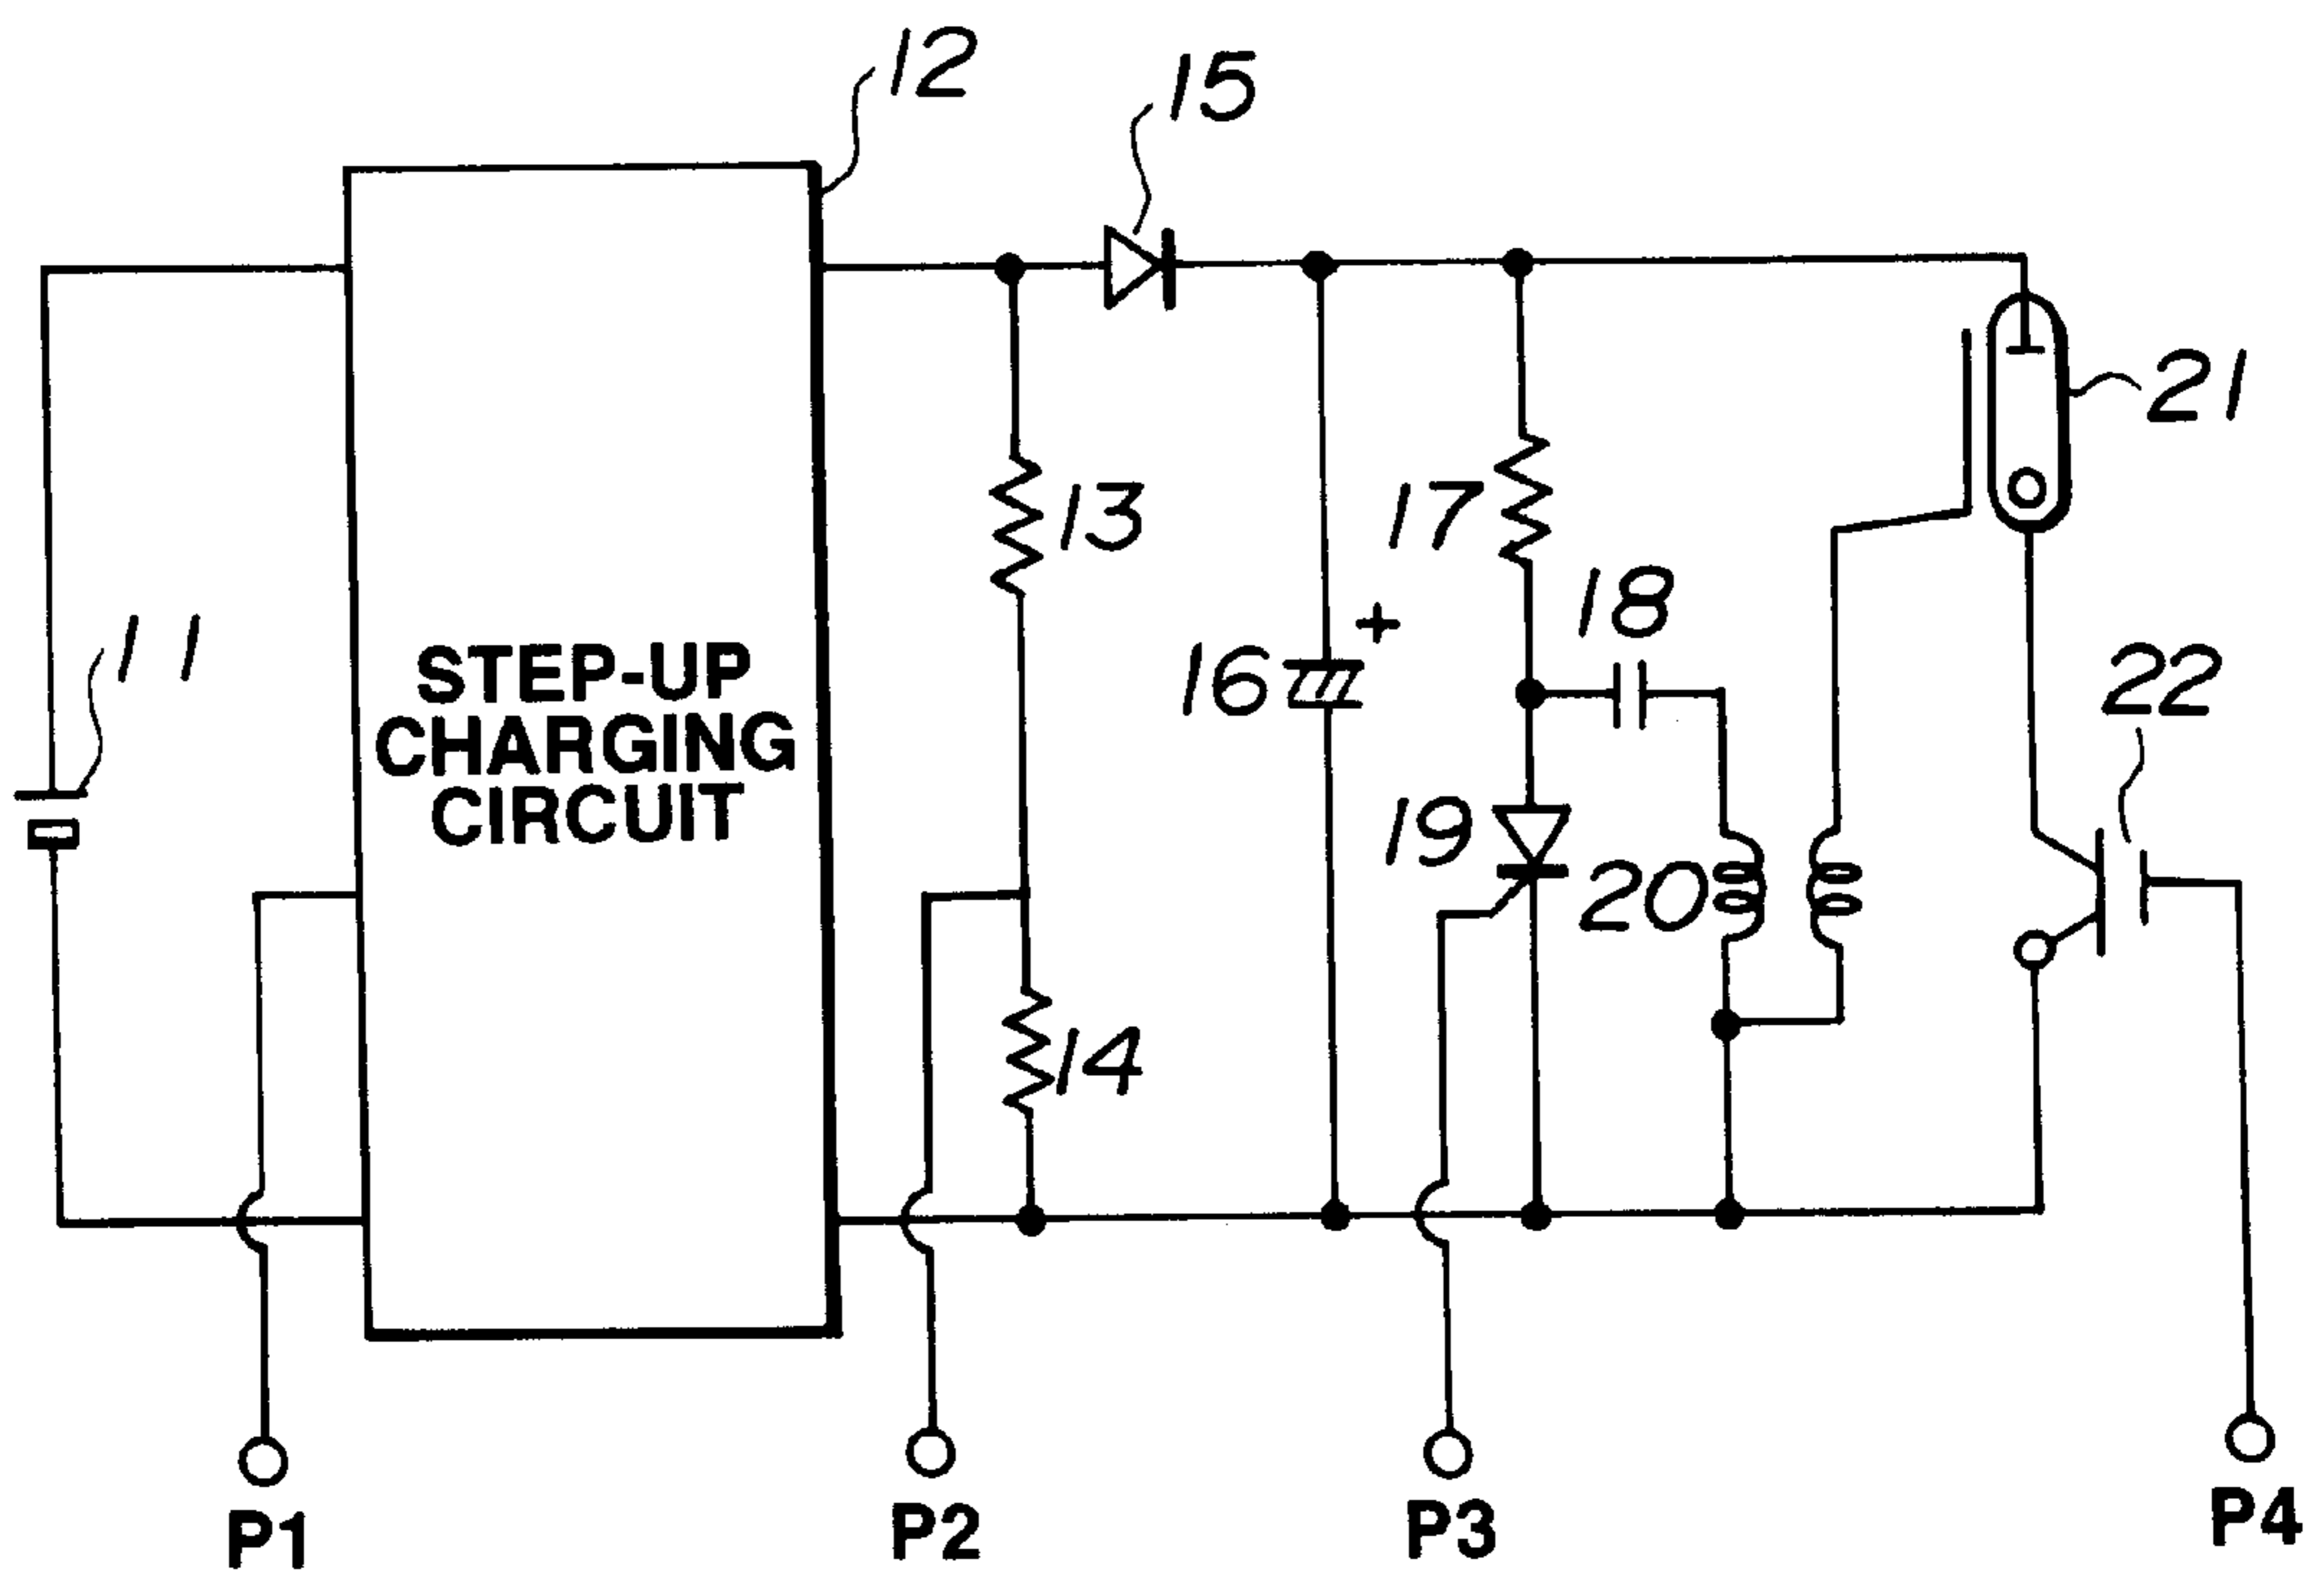 12
15
21
13
17
18
11
16
+
22
STEP-UP
CHARGING
CIRCUIT
19
20
14
P1
P2
P3
P4